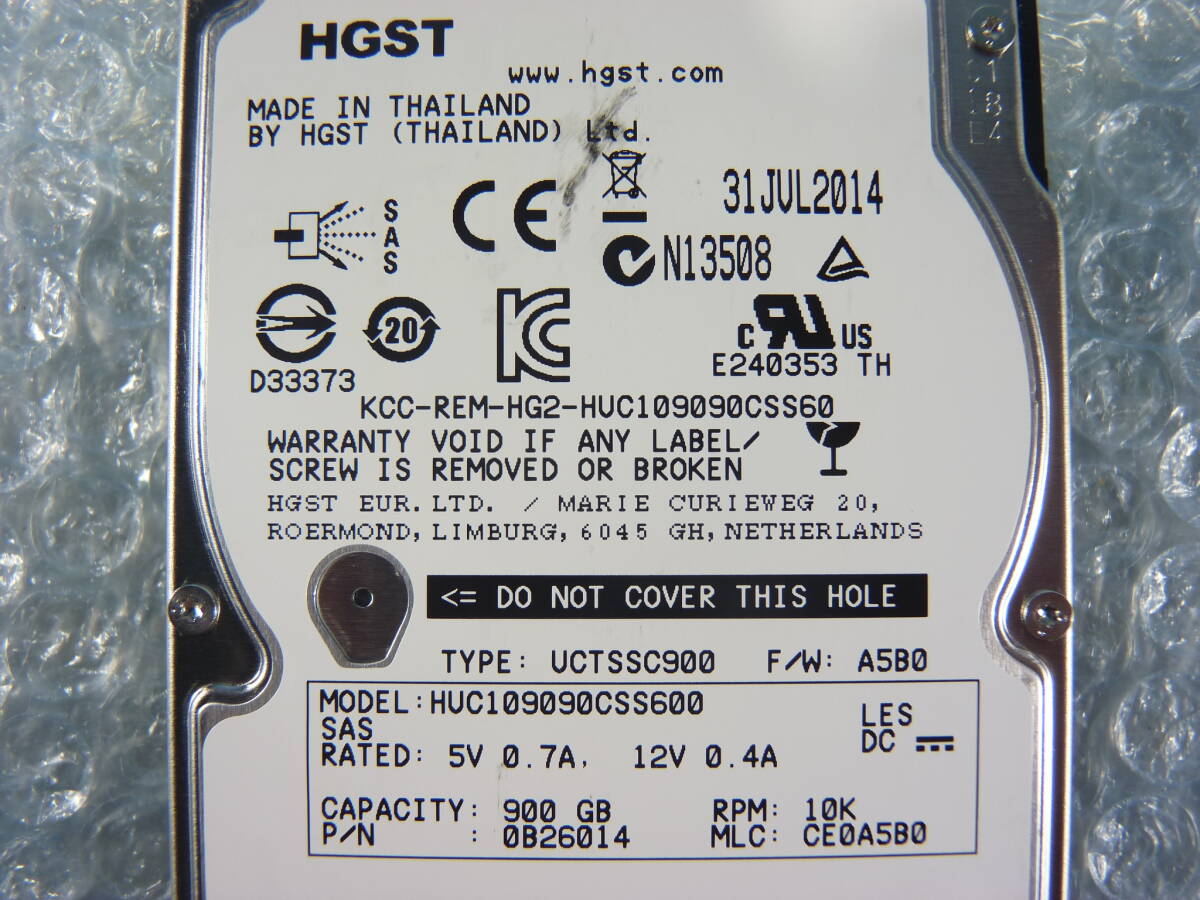 HGST
www.hgst.com
MADE IN THAILAND
BY HGST (THAILAND) Ltd.
31JUL2014
SAS
CE
N13508
20
KC
c RU US
D33373
E240353 TH
KCC-REM-HG2-HUC109090CSS60
WARRANTY VOID IF ANY LABEL/
SCREW IS REMOVED OR BROKEN
HGST EUR.LTD. / MARIE CURIEWEG 20,
ROERMOND, LIMBURG, 6045 GH, NETHERLANDS
<= DO NOT COVER THIS HOLE
TYPE: UCTSSC900 F/W: A5B0
MODEL:HUC109090CSS600
SAS
LES
RATED: 5V 0.7A, 12V 0.4A
DC
CAPACITY: 900 GB RPM: 10K
P/N : 0B26014 MLC: CE0A5B0